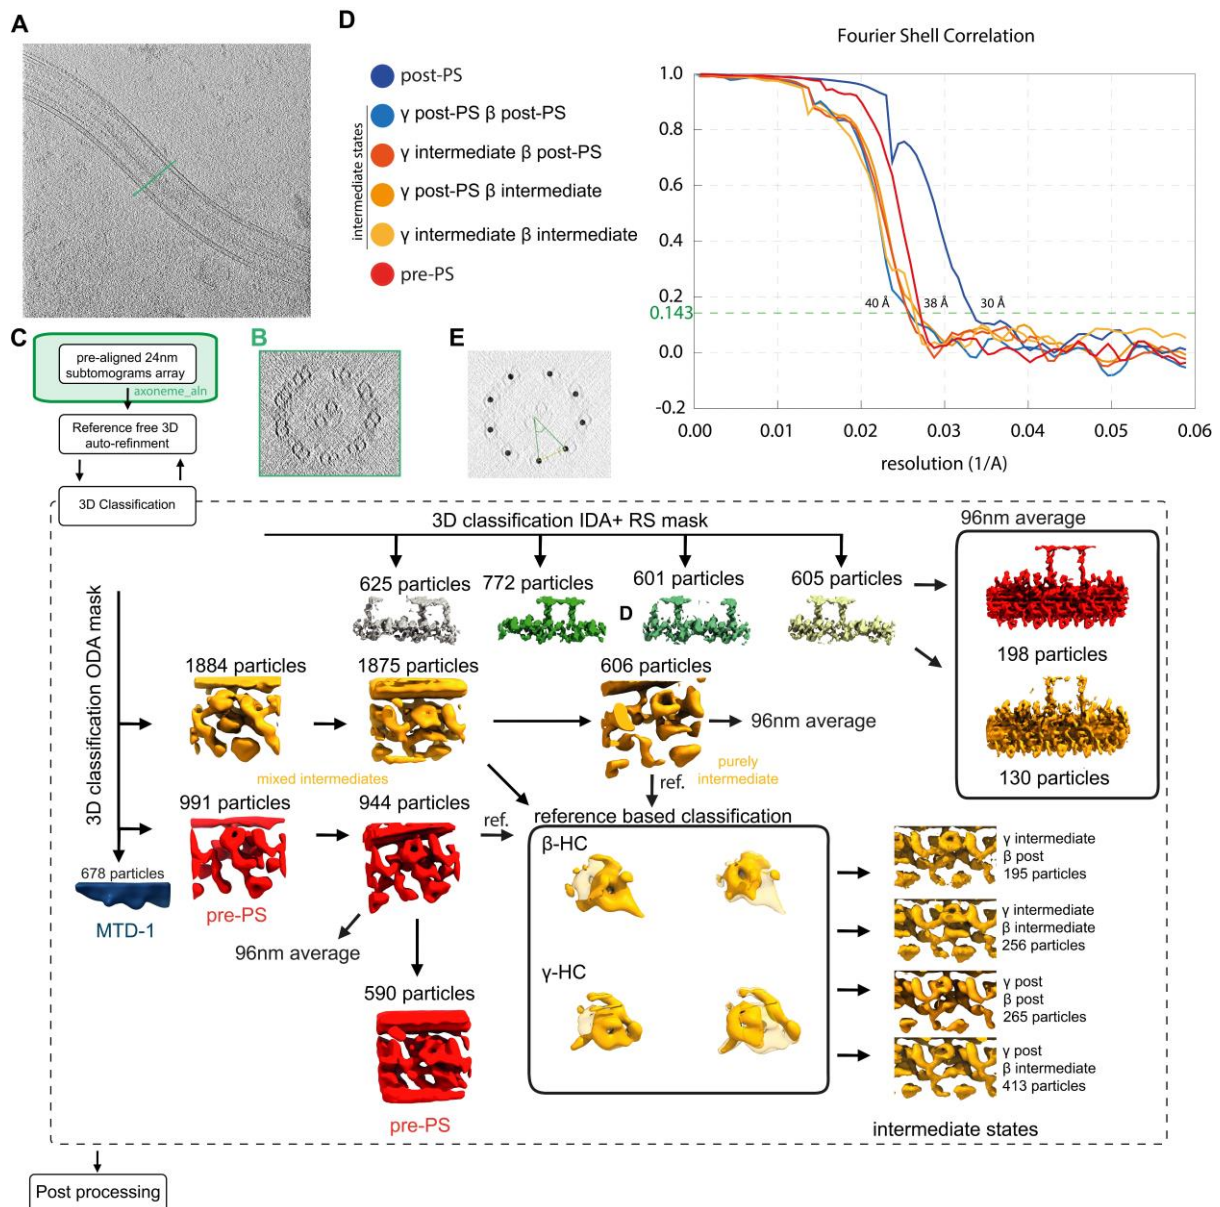 A
D
Fourier Shell Correlation
post-PS
γ post-PS β post-PS
γ intermediate β post-PS
γ post-PS β intermediate
γ intermediate β intermediate
pre-PS
intermediate states
1.0
0.8
0.6
0.4
0.2
0.143
0.0
-0.2
40 Å
38 Å
30 Å
0.00
0.01
0.02
0.03
0.04
0.05
0.06
resolution (1/A)
C
pre-aligned 24nm
subtomograms array
axoneme_aln
Reference free 3D
auto-refinment
3D Classification
B
E
3D classification IDA+ RS mask
625 particles
772 particles
601 particles
605 particles
D
96nm average
198 particles
130 particles
3D classification ODA mask
1884 particles
1875 particles
606 particles
96nm average
mixed intermediates
purely
intermediate
ref.
991 particles
944 particles
ref.
reference based classification
678 particles
MTD-1
pre-PS
96nm average
590 particles
pre-PS
β-HC
γ-HC
γ intermediate
β post
195 particles
γ intermediate
β intermediate
256 particles
γ post
β post
265 particles
γ post
β intermediate
413 particles
intermediate states
Post processing